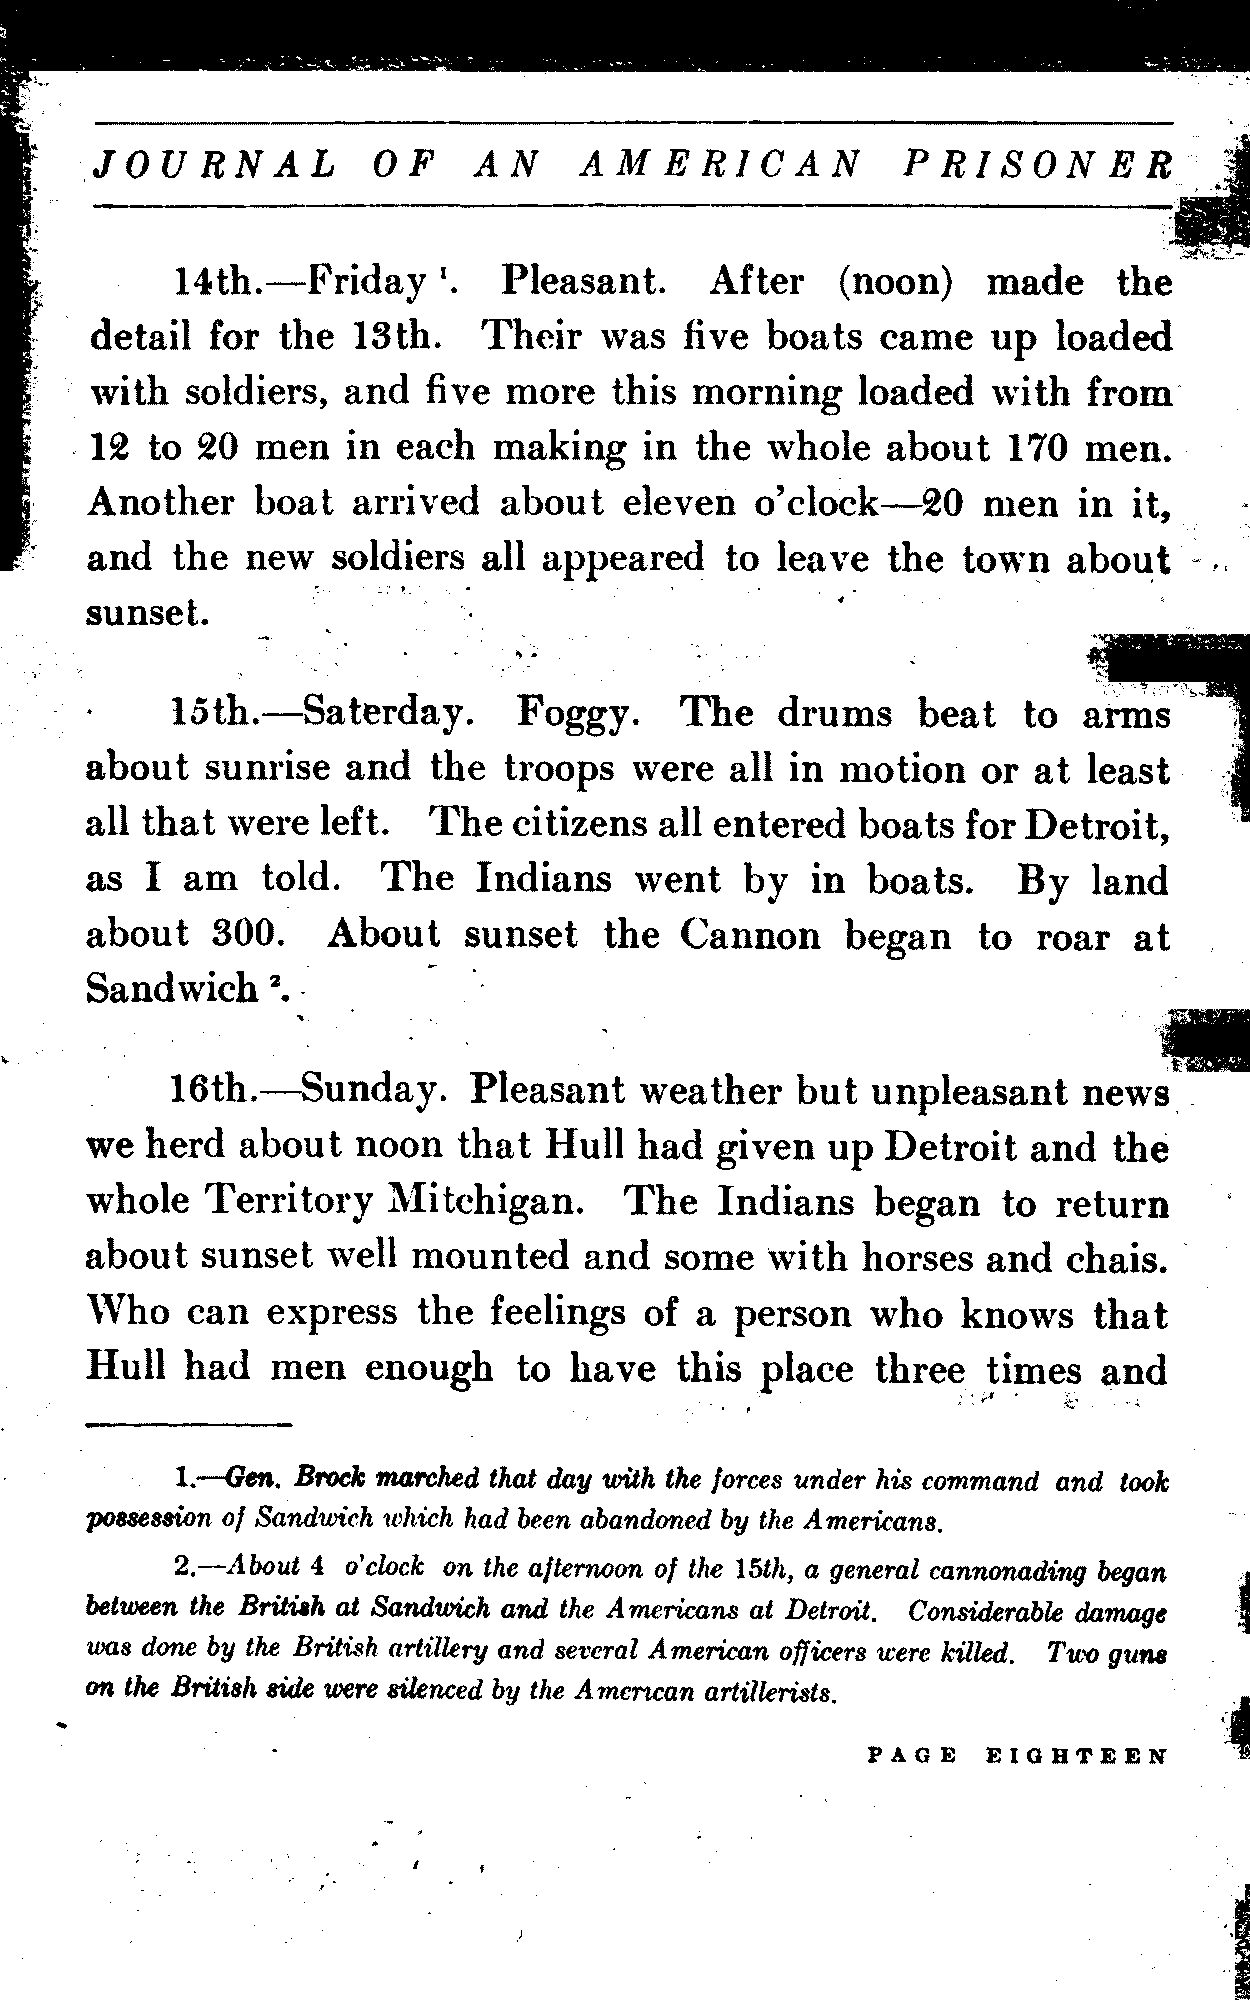 JOURNAL OF AN AMERICAN PRISONER
14th.—Friday ¹. Pleasant. After (noon) made the
detail for the 13th. Their was five boats came up loaded
with soldiers, and five more this morning loaded with from
12 to 20 men in each making in the whole about 170 men.
Another boat arrived about eleven o'clock—20 men in it,
and the new soldiers all appeared to leave the town about
sunset.
15th.—Saterday. Foggy. The drums beat to arms
about sunrise and the troops were all in motion or at least
all that were left. The citizens all entered boats for Detroit,
as I am told. The Indians went by in boats. By land
about 300. About sunset the Cannon began to roar at
Sandwich ².
16th.—Sunday. Pleasant weather but unpleasant news
we herd about noon that Hull had given up Detroit and the
whole Territory Mitchigan. The Indians began to return
about sunset well mounted and some with horses and chais.
Who can express the feelings of a person who knows that
Hull had men enough to have this place three times and
1.—Gen. Brock marched that day with the forces under his command and took
possession of Sandwich which had been abandoned by the Americans.
2.—About 4 o'clock on the afternoon of the 15th, a general cannonading began
between the British at Sandwich and the Americans at Detroit. Considerable damage
was done by the British artillery and several American officers were killed. Two guns
on the British side were silenced by the American artillerists.
PAGE EIGHTEEN